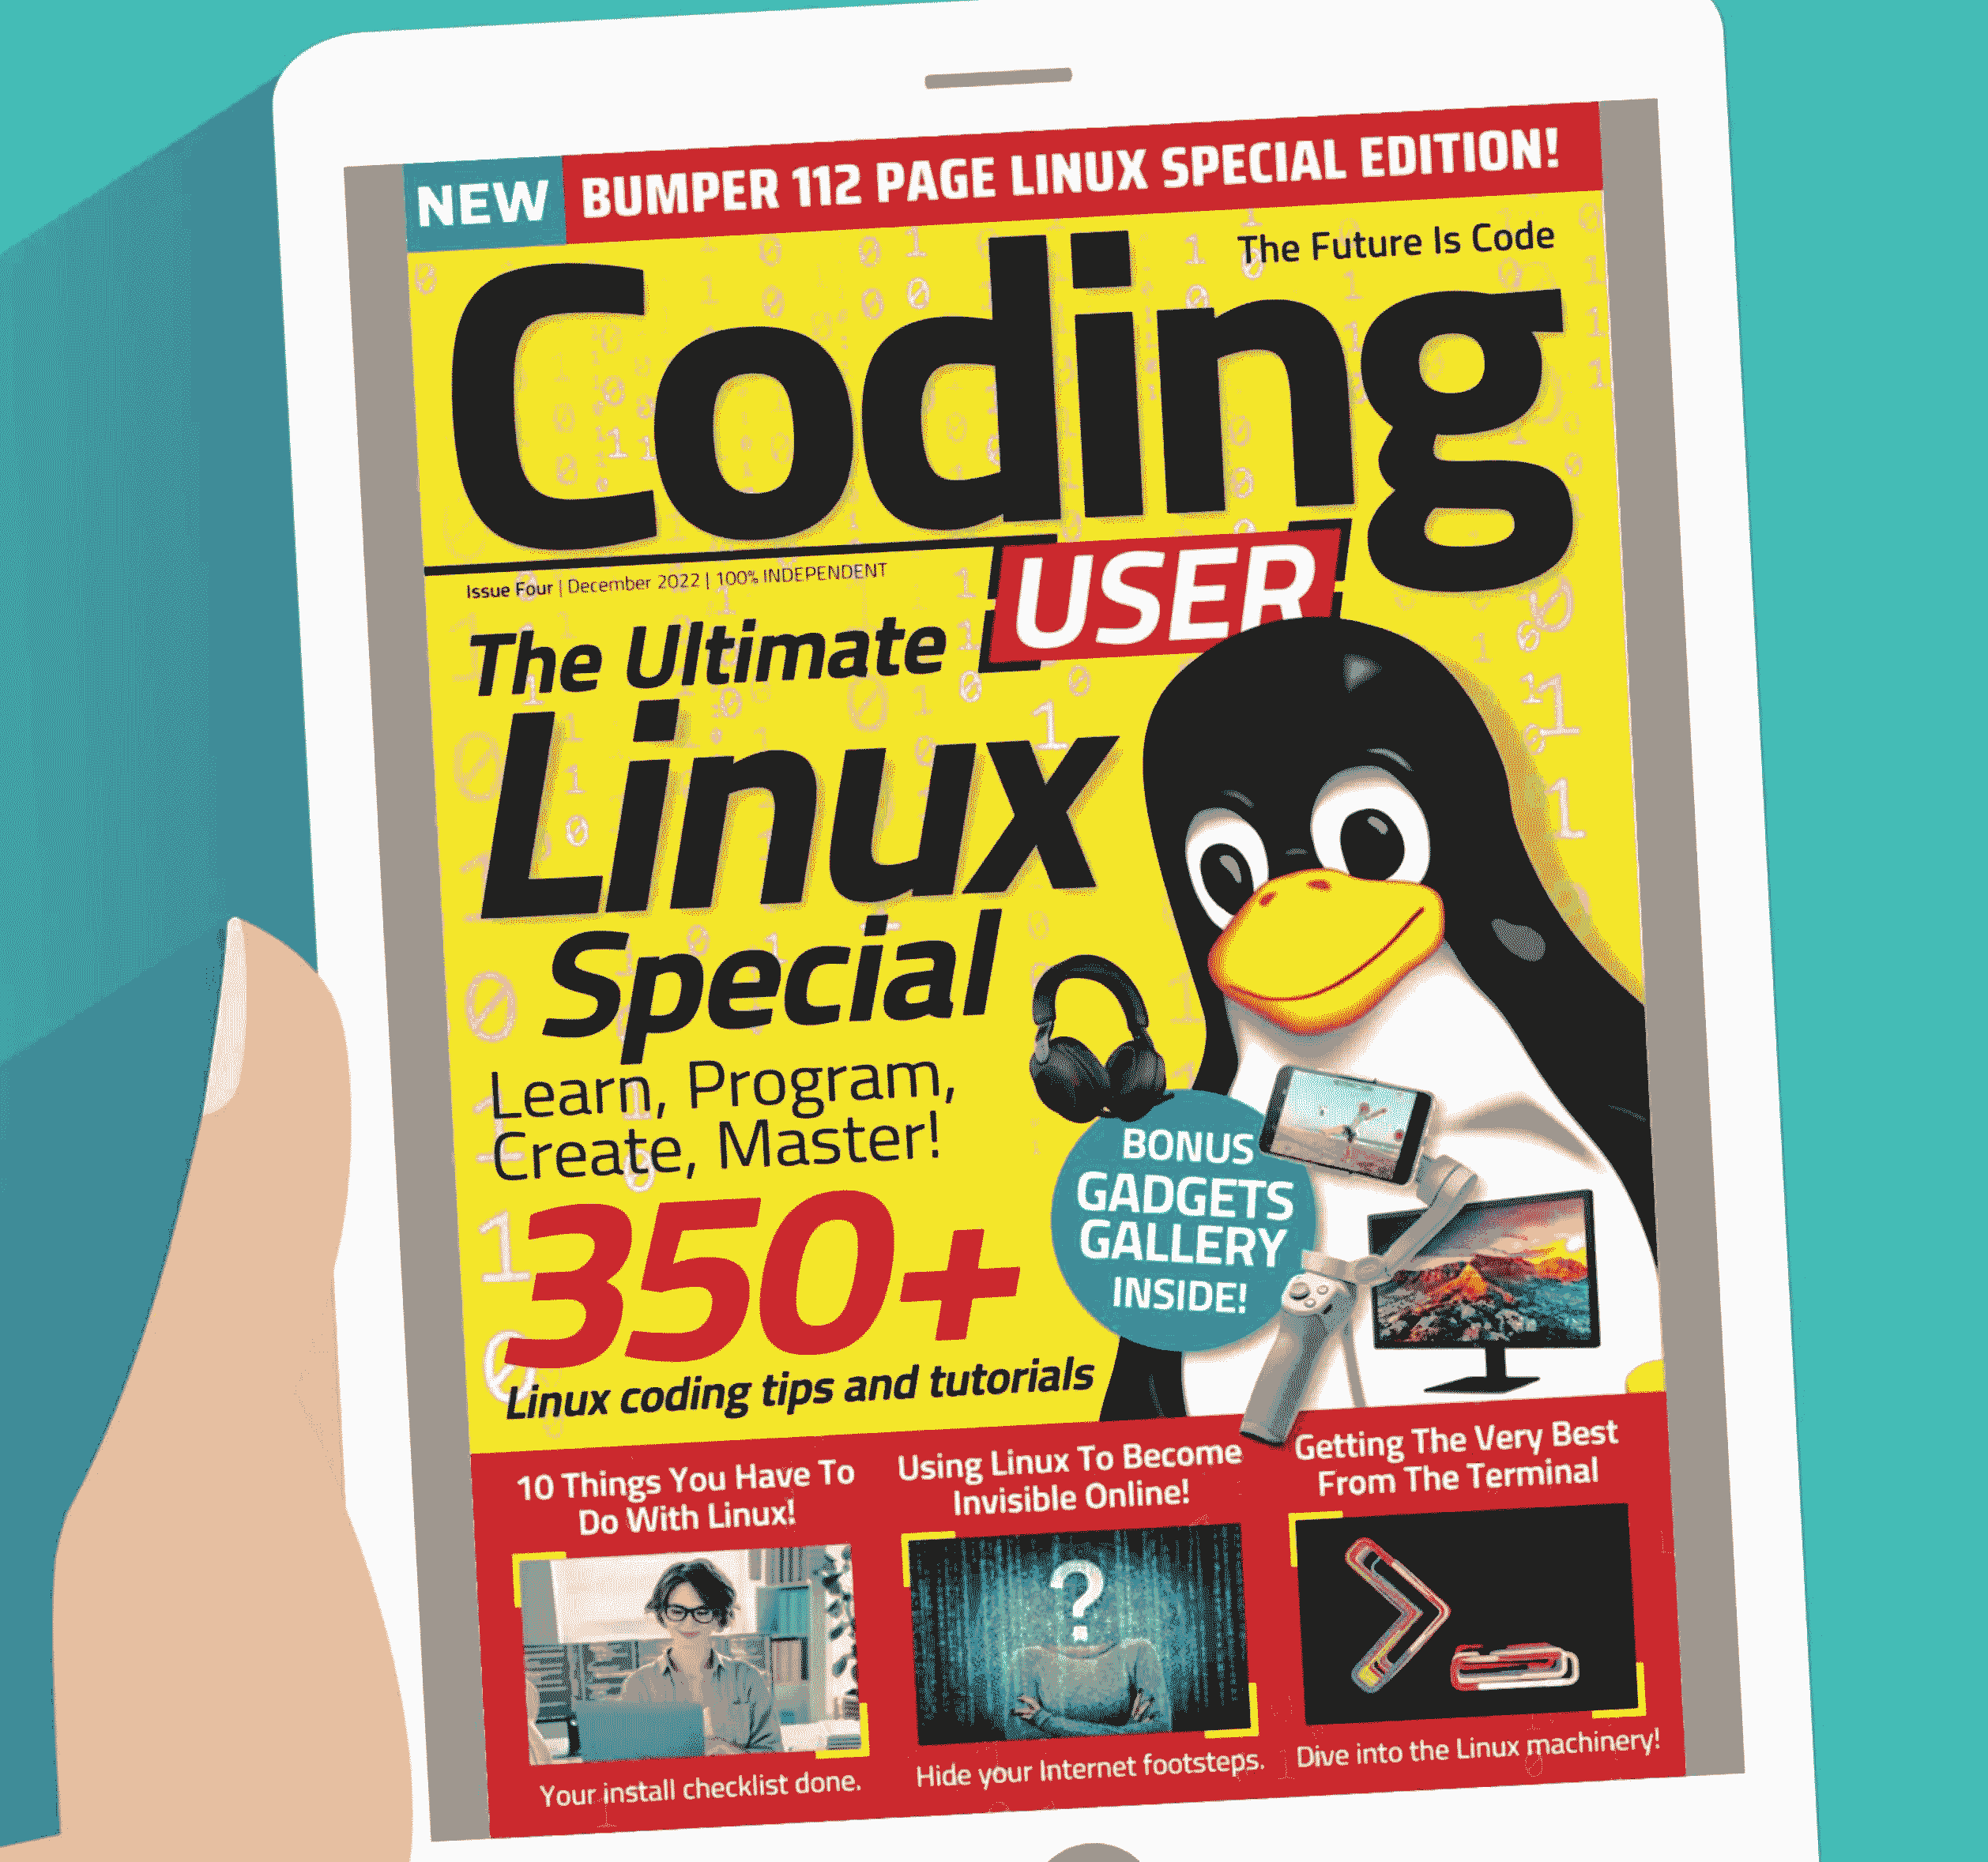 NEW BUMPER 112 PAGE LINUX SPECIAL EDITION!
The Future Is Code
Coding
USER
Issue Four | December 2022 | 100% INDEPENDENT
The Ultimate
Linux
Special
Learn, Program,
Create, Master!
350+
Linux coding tips and tutorials
BONUS
GADGETS
GALLERY
INSIDE!
10 Things You Have To
Do With Linux!
Your install checklist done.
Using Linux To Become
Invisible Online!
?
Hide your Internet footsteps.
Getting The Very Best
From The Terminal
Dive into the Linux machinery!